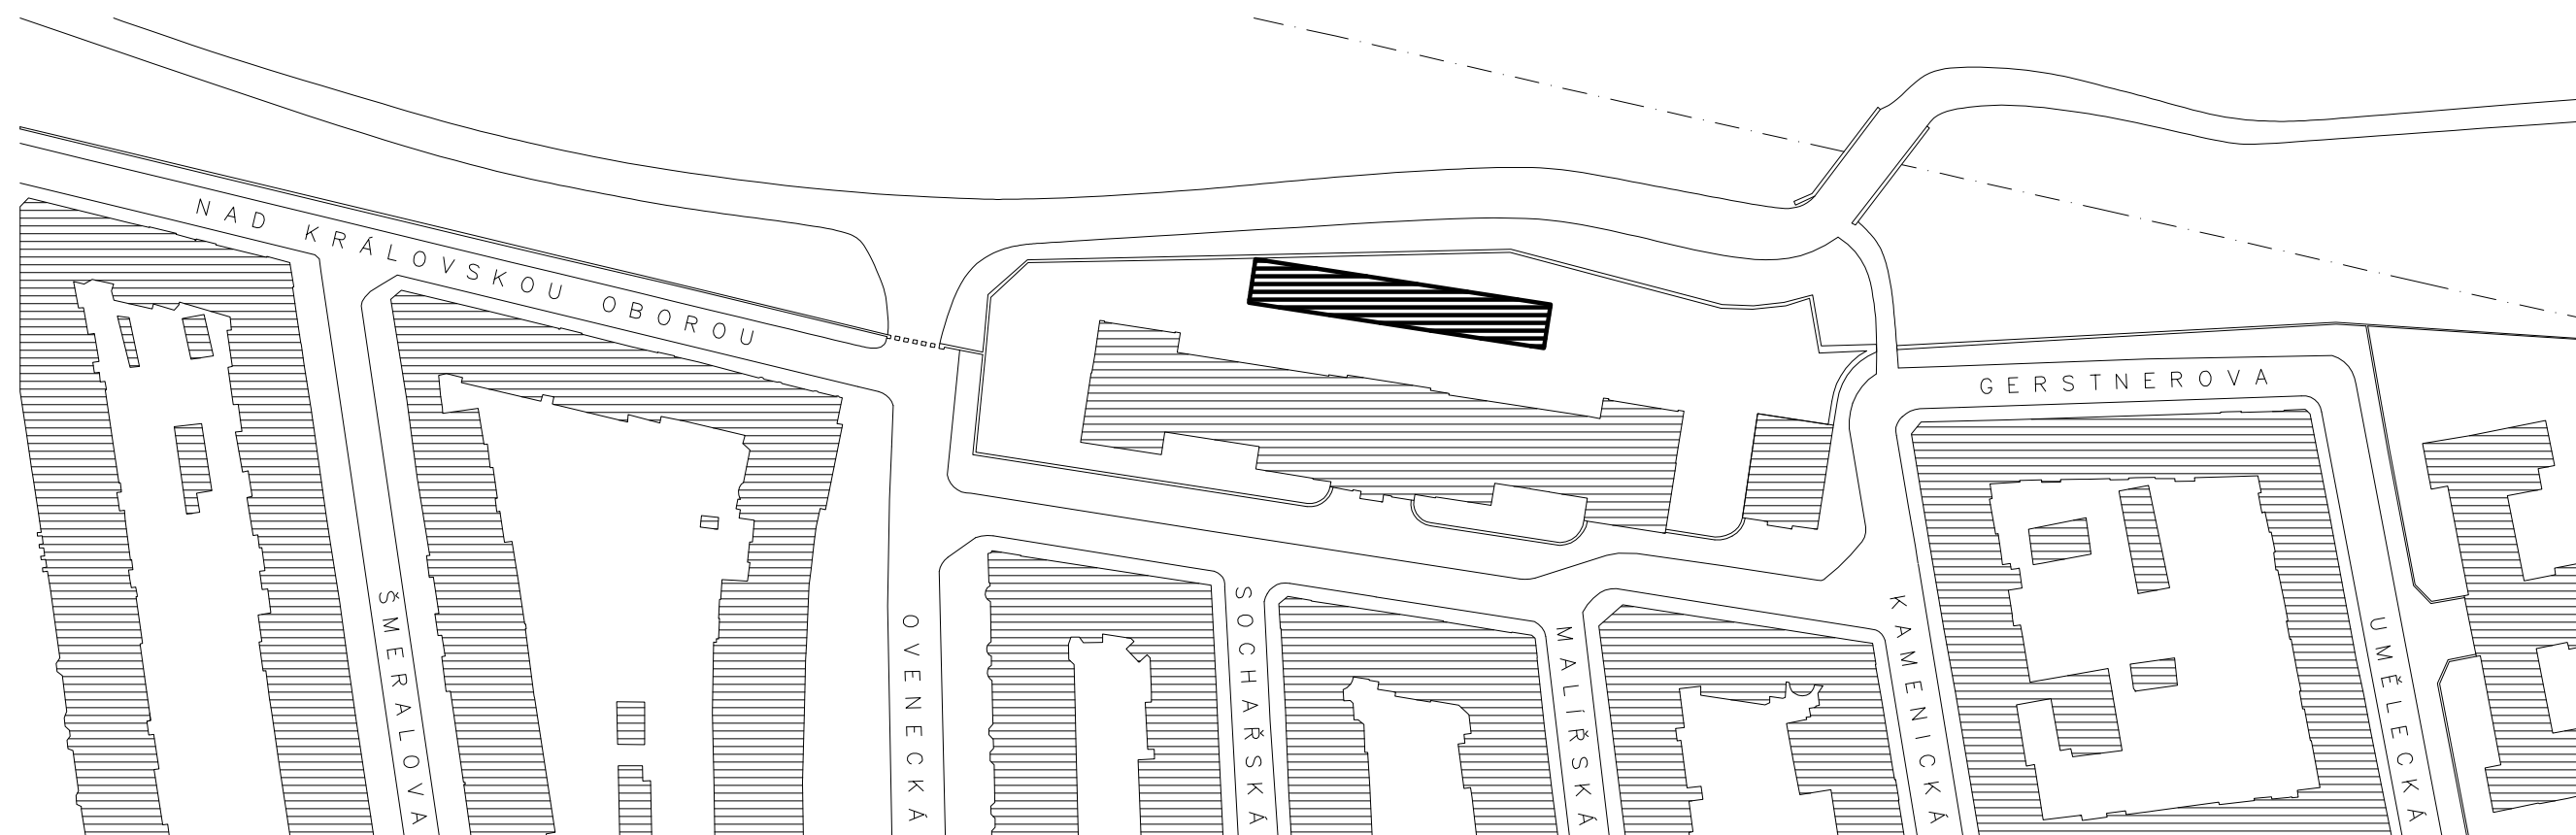 NAD KRÁLOVSKOU OBOROU
GERSTNEROVA
ŠMERALOVA
OVENECKÁ
SOCHAŘSKÁ
MALÍŘSKÁ
KAMENICKÁ
UMĚLECKÁ